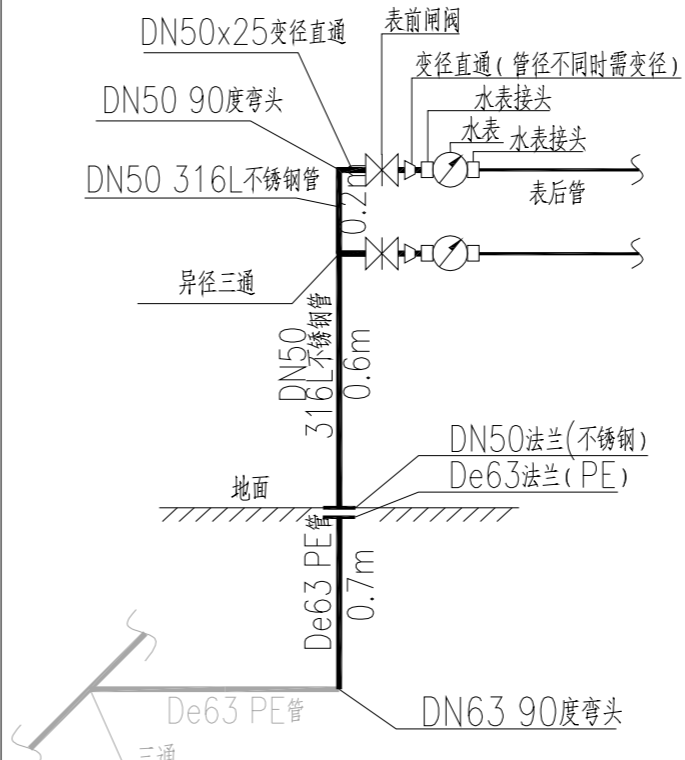 DN50x25变径直通
表前闸阀
变径直通(管径不同时需变径)
DN50 90度弯头
水表接头
水表
水表接头
DN50 316L不锈钢管
0.2m
表后管
异径三通
DN50
316L不锈钢管
0.6m
DN50法兰(不锈钢)
De63法兰(PE)
地面
De63 PE管
0.7m
De63 PE管
DN63 90度弯头
三通